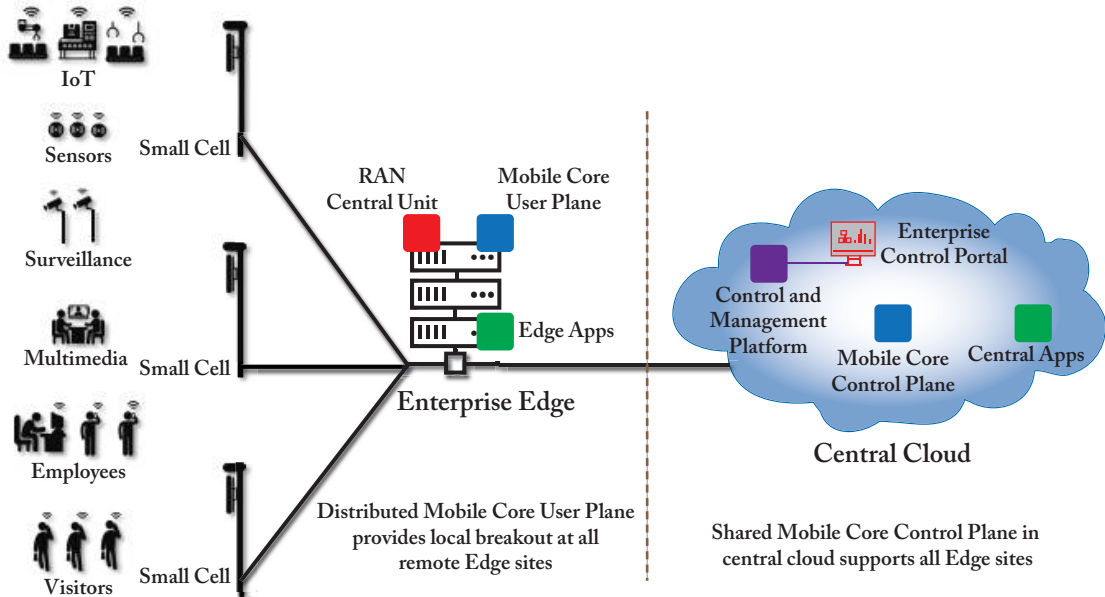 IoT
Sensors
Surveillance
Multimedia
Employees
Visitors
Small Cell
Small Cell
Small Cell
RAN
Central Unit
Mobile Core
User Plane
Edge Apps
Enterprise Edge
Distributed Mobile Core User Plane
provides local breakout at all
remote Edge sites
Enterprise
Control Portal
Control and
Management
Platform
Mobile Core
Control Plane
Central Apps
Central Cloud
Shared Mobile Core Control Plane in
central cloud supports all Edge sites